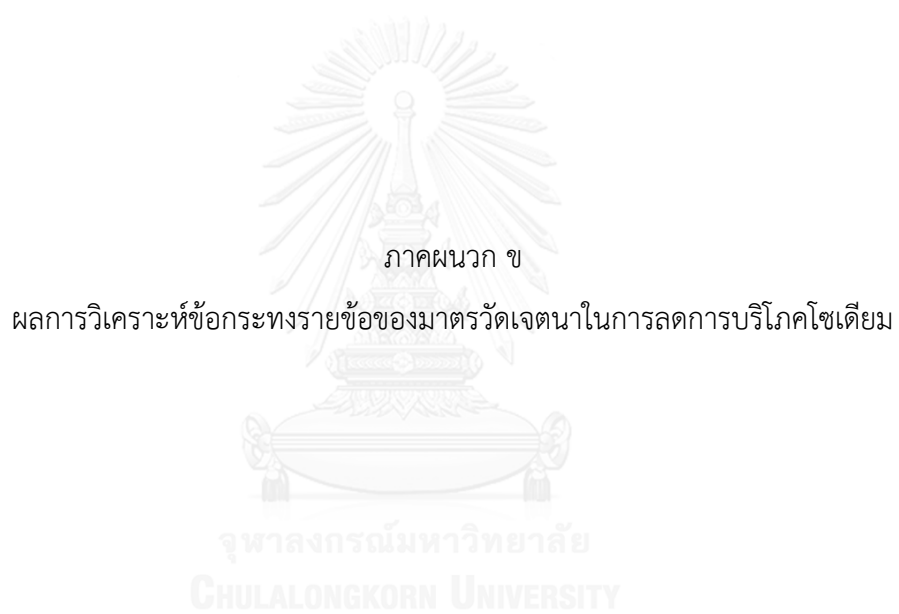 ภาคผนวก ข
ผลการวิเคราะห์ข้อกระทงรายข้อของมาตรวัดเจตนาในการลดการบริโภคโซเดียม
จุฬาลงกรณ์มหาวิทยาลัย
CHULALONGKORN UNIVERSITY